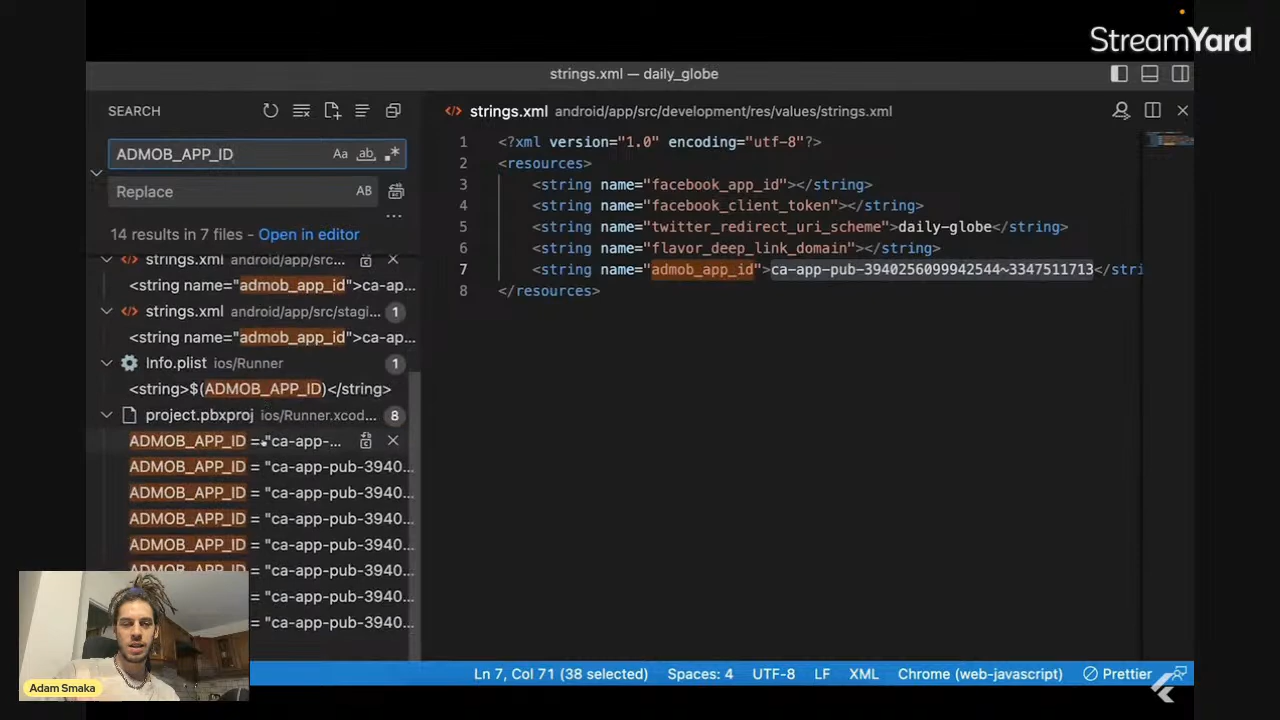 StreamYard
strings.xml — daily_globe
SEARCH
ADMOB_APP_ID
Aa ab .*
Replace
AB
14 results in 7 files - Open in editor
strings.xml android/app/src...
<string name="admob_app_id">ca-ap...
strings.xml android/app/src/stagi... 1
<string name="admob_app_id">ca-ap...
Info.plist ios/Runner 1
<string>$(ADMOB_APP_ID)</string>
project.pbxproj ios/Runner.xcod... 8
ADMOB_APP_ID = "ca-app-...
ADMOB_APP_ID = "ca-app-pub-3940...
ADMOB_APP_ID = "ca-app-pub-3940...
ADMOB_APP_ID = "ca-app-pub-3940...
ADMOB_APP_ID = "ca-app-pub-3940...
ADMOB_APP_ID = "ca-app-pub-3940...
= "ca-app-pub-3940...
= "ca-app-pub-3940...
strings.xml android/app/src/development/res/values/strings.xml
1 <?xml version="1.0" encoding="utf-8"?>
2 <resources>
3 <string name="facebook_app_id"></string>
4 <string name="facebook_client_token"></string>
5 <string name="twitter_redirect_uri_scheme">daily-globe</string>
6 <string name="flavor_deep_link_domain"></string>
7 <string name="admob_app_id">ca-app-pub-3940256099942544~3347511713</stri
8 </resources>
Adam Smaka
Ln 7, Col 71 (38 selected) Spaces: 4 UTF-8 LF XML Chrome (web-javascript) Prettier